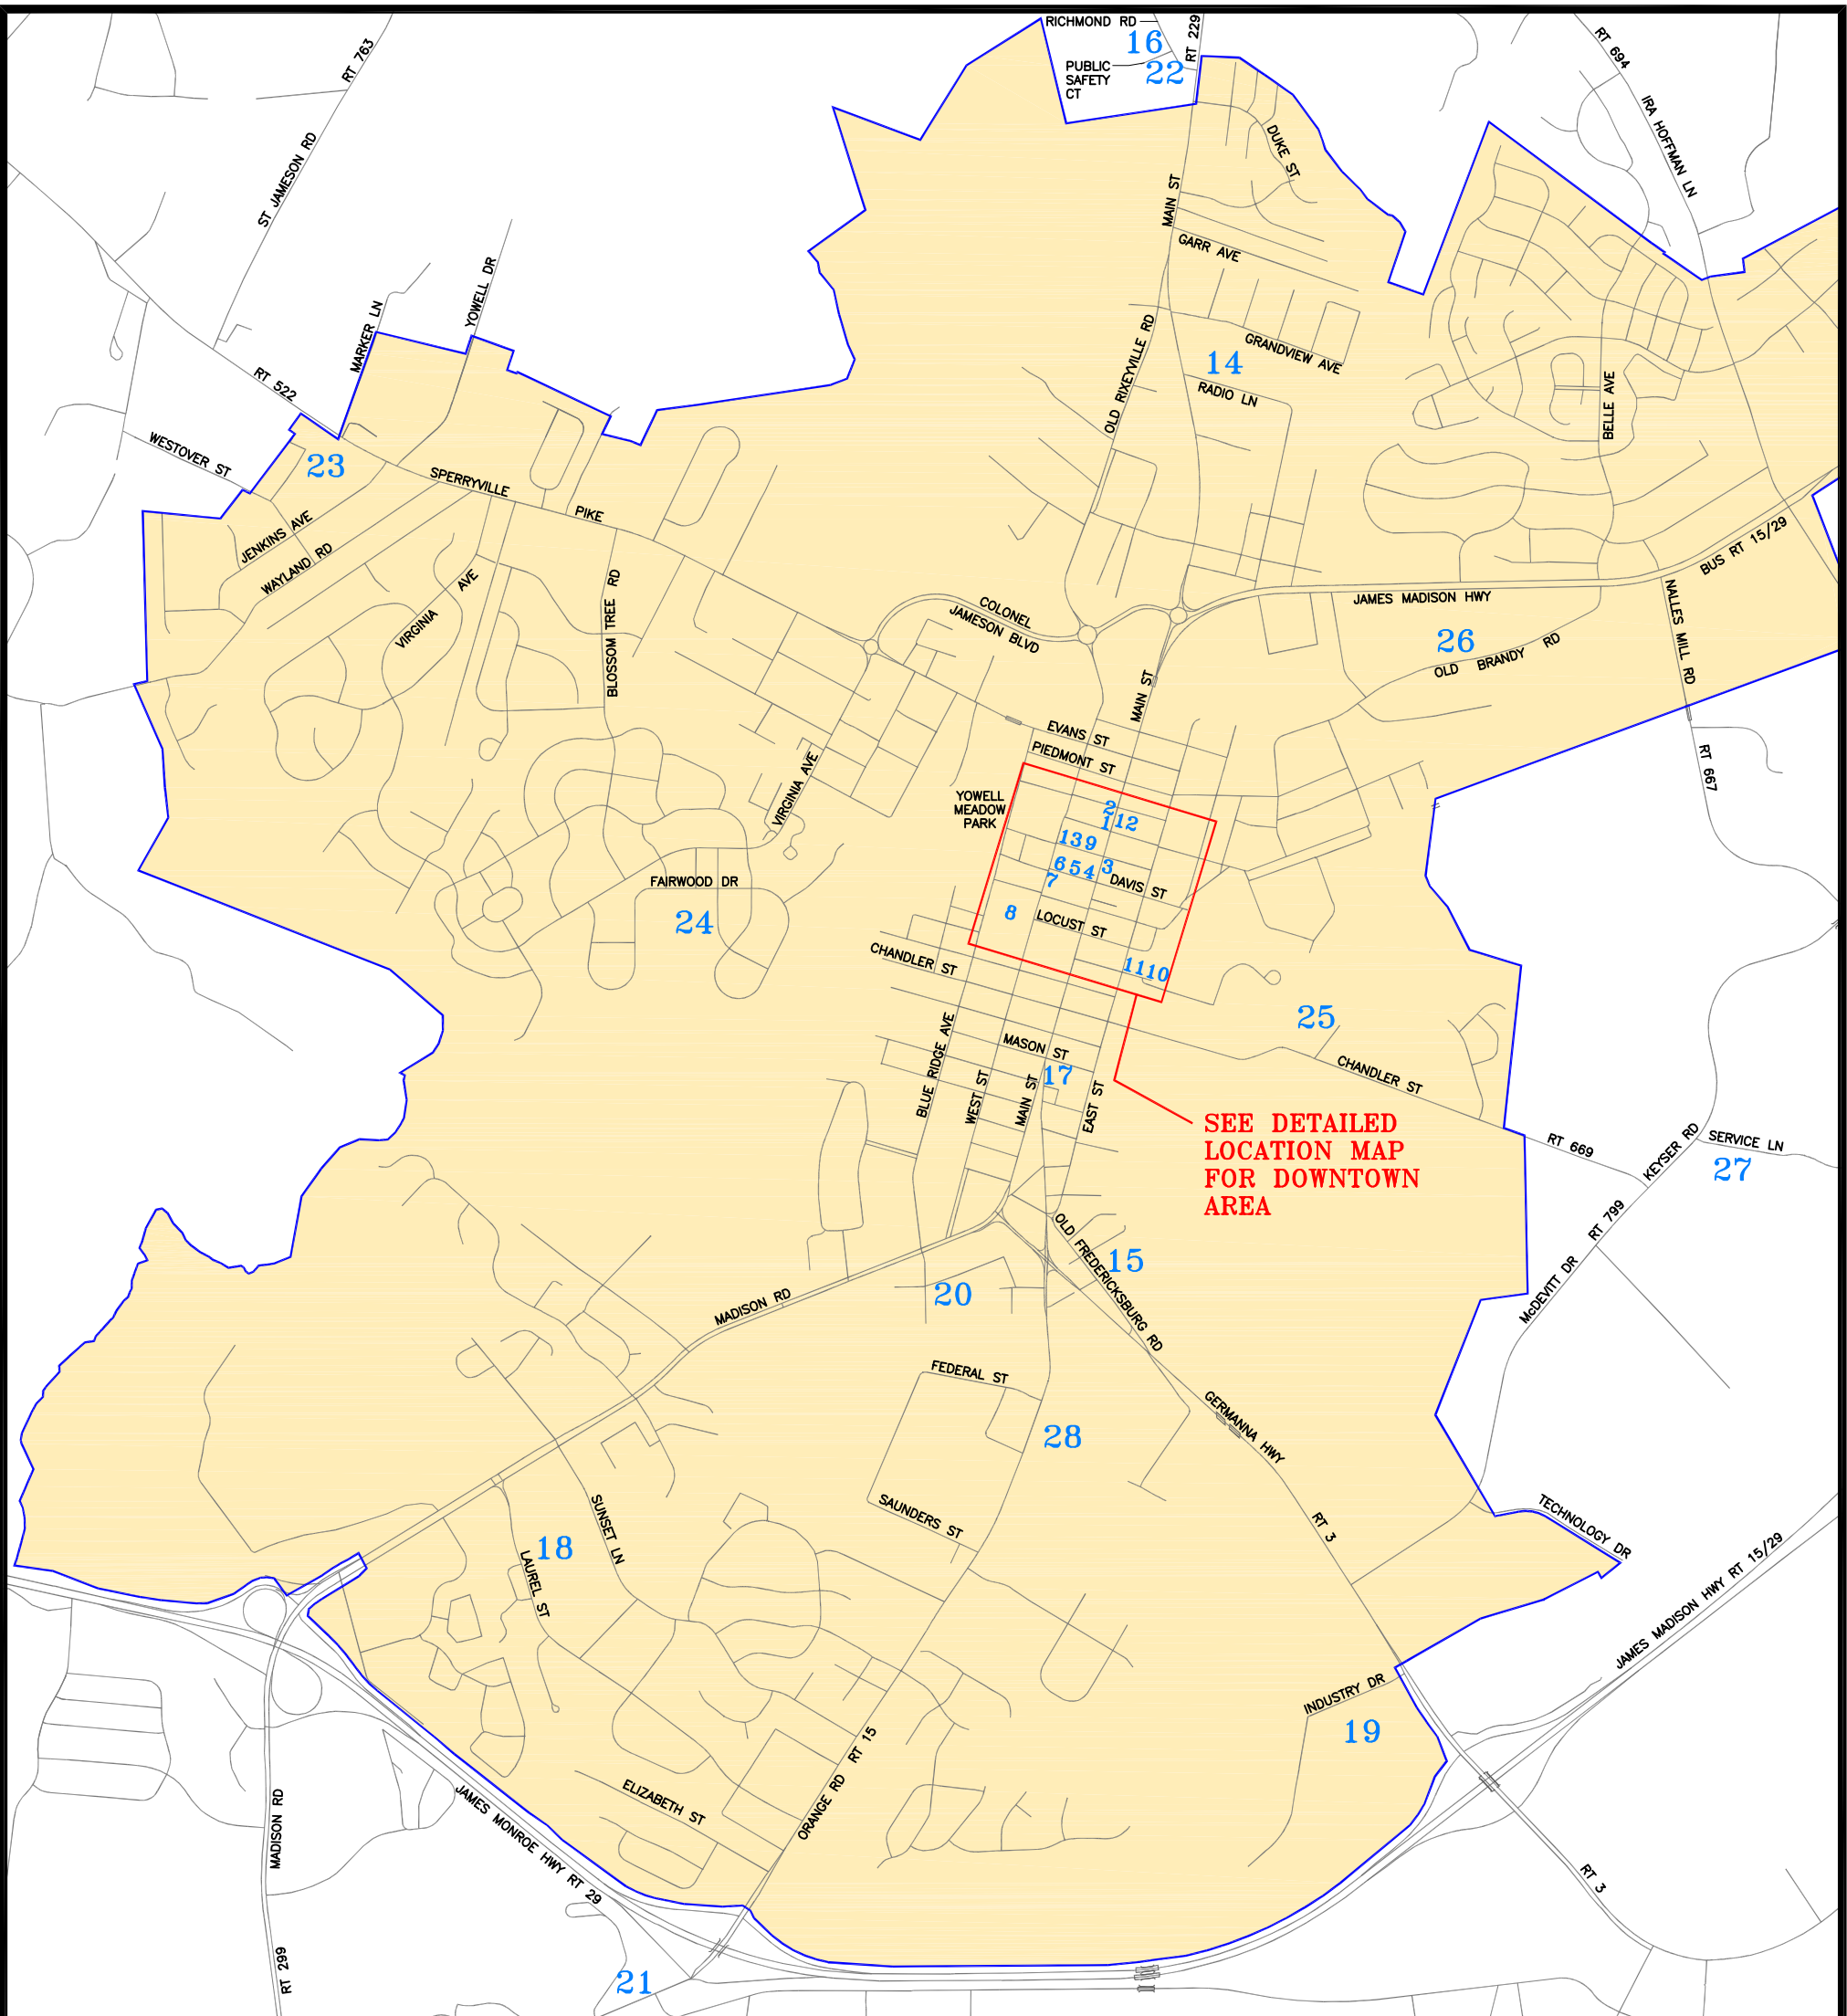 RICHMOND RD
16
RT 229
PUBLIC
SAFETY
CT
22
RT 763
RT 694
IRA HOFFMAN LN
DUKE ST
ST JAMESON RD
MAIN ST
GARR AVE
YOWELL DR
MARKER LN
OLD RIXEYVILLE RD
GRANDVIEW AVE
14
RADIO LN
RT 522
BELLE AVE
WESTOVER ST
23
SPERRYVILLE
PIKE
JENKINS AVE
WAYLAND RD
VIRGINIA AVE
BLOSSOM TREE RD
COLONEL
JAMESON BLVD
JAMES MADISON HWY
BUS RT 15/29
NALLES MILL RD
26
OLD BRANDY RD
MAIN ST
EVANS ST
PIEDMONT ST
RT 667
YOWELL
MEADOW
PARK
VIRGINIA AVE
2
1 12
13 9
6 5 4 3
7
DAVIS ST
FAIRWOOD DR
24
8
LOCUST ST
CHANDLER ST
11 10
25
BLUE RIDGE AVE
MASON ST
17
WEST ST
MAIN ST
EAST ST
CHANDLER ST
SEE DETAILED
LOCATION MAP
FOR DOWNTOWN
AREA
RT 669
KEYSER RD
SERVICE LN
27
RT 799
McDEVITT DR
OLD FREDERICKSBURG RD
15
20
MADISON RD
FEDERAL ST
GERMANNA HWY
28
SAUNDERS ST
RT 3
TECHNOLOGY DR
SUNSET LN
18
LAUREL ST
JAMES MADISON HWY RT 15/29
INDUSTRY DR
19
ORANGE RD RT 15
ELIZABETH ST
MADISON RD
JAMES MONROE HWY RT 29
RT 3
RT 299
21